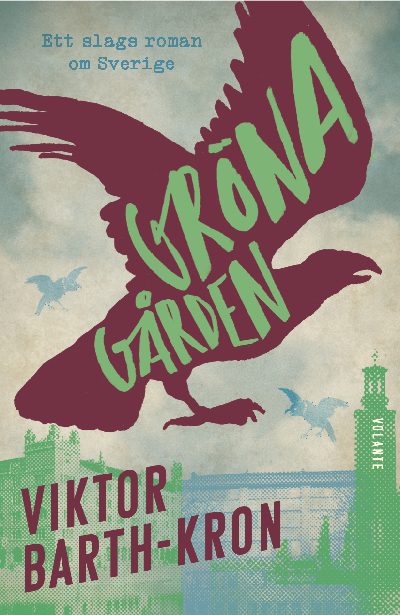 Ett slags roman
om Sverige
GRÖNA
GÅRDEN
VOLANTE
VIKTOR
BARTH-KRON